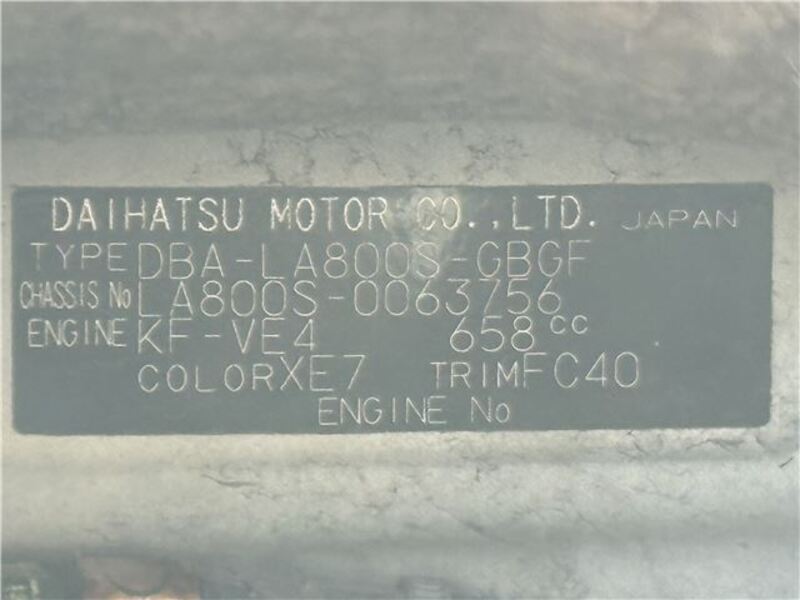 DAIHATSU MOTOR CO.,LTD. JAPAN
TYPE DBA-LA800S-GBGF
CHASSIS No LA800S-0063756
ENGINE KF-VE4 658cc
COLOR XE7 TRIM FC40
ENGINE No